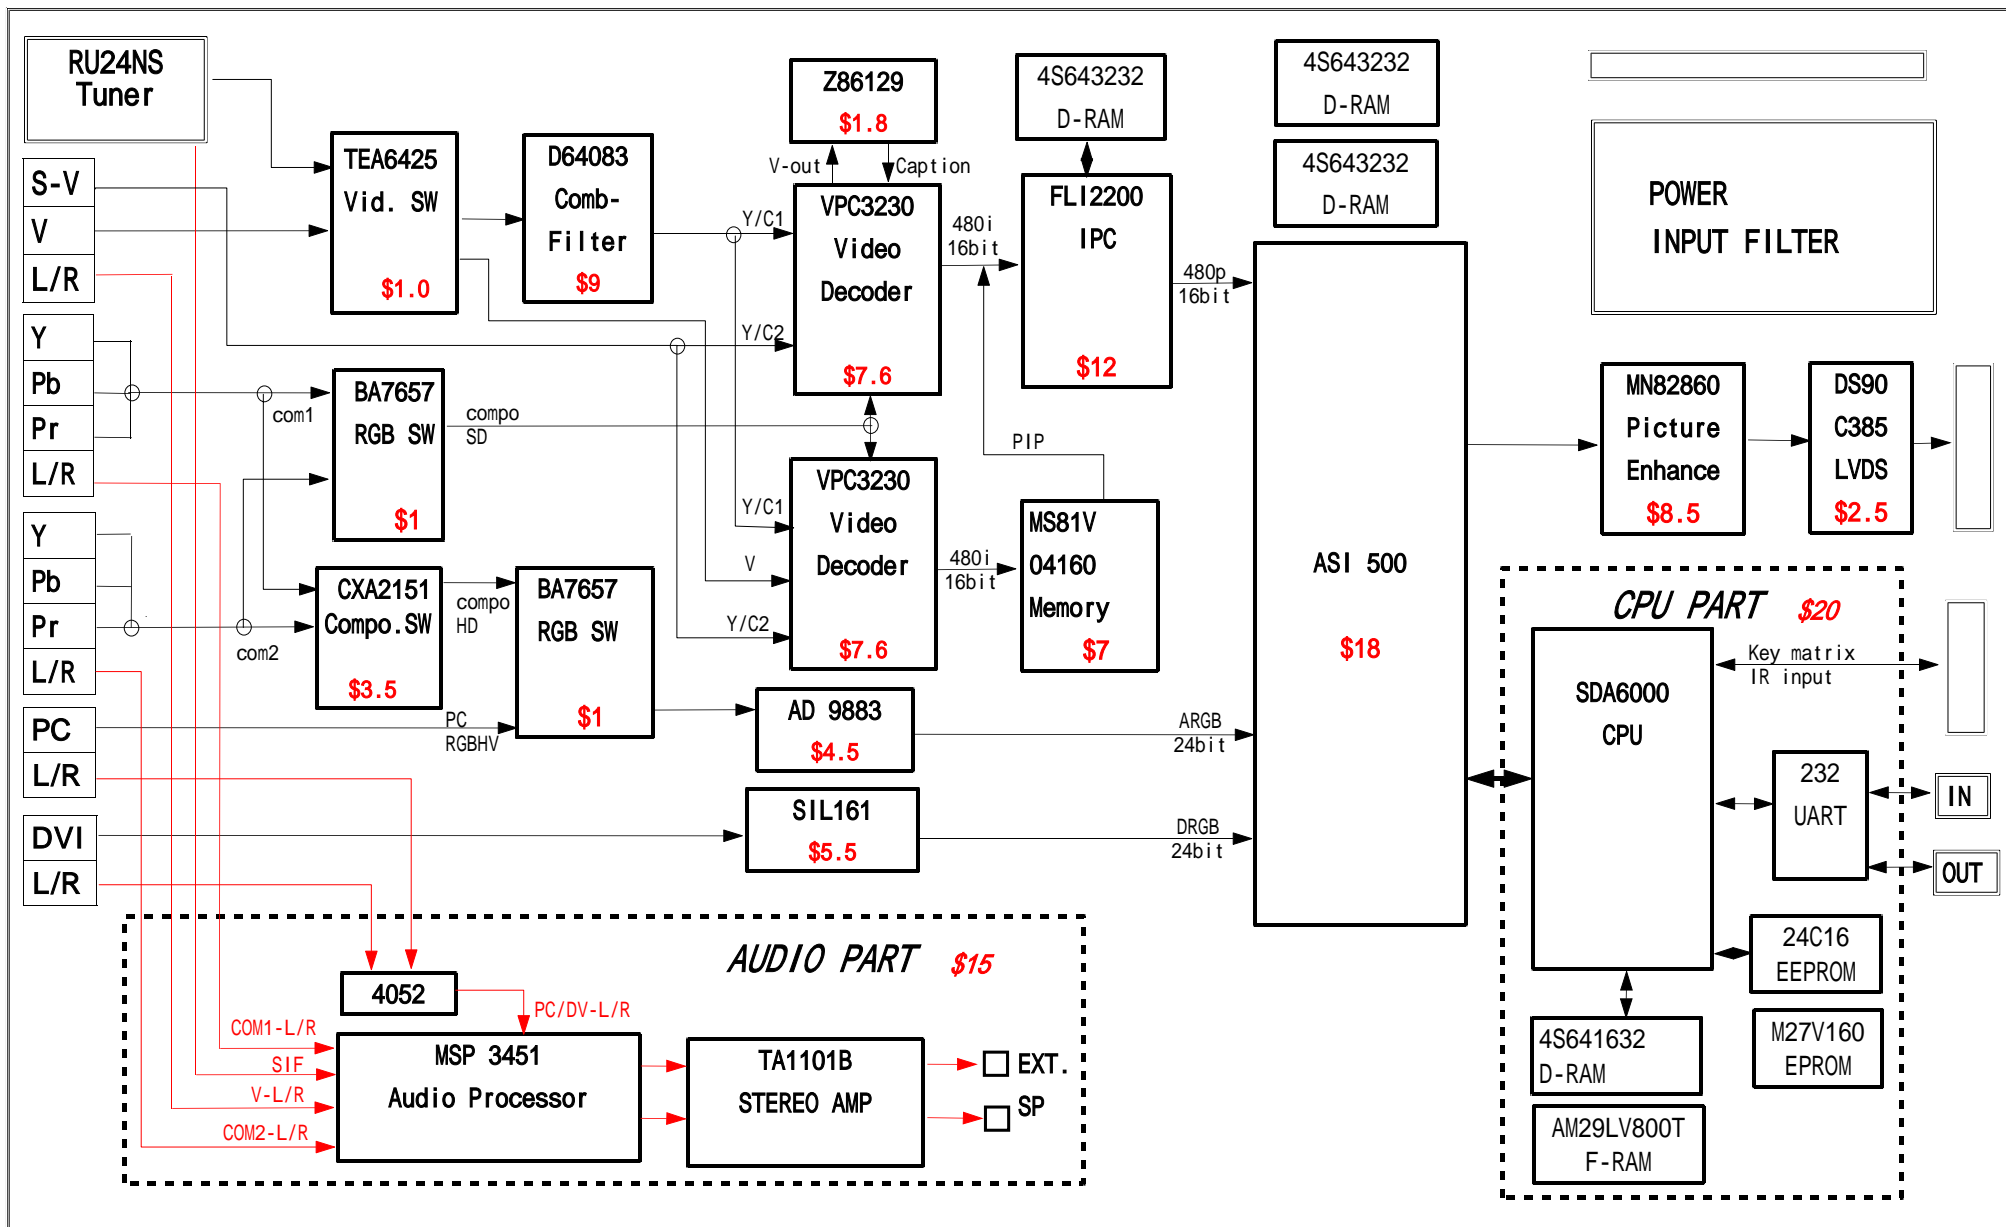 RU24NS
Tuner
S-V
V
L/R
Y
Pb
Pr
L/R
Y
Pb
Pr
L/R
PC
L/R
DVI
L/R
TEA6425
Vid. SW
$1.0
D64083
Comb-
Filter
$9
Z86129
$1.8
V-out
Caption
Y/C1
Y/C2
VPC3230
Video
Decoder
$7.6
480i
16bit
4S643232
D-RAM
FLI2200
IPC
$12
480p
16bit
4S643232
D-RAM
4S643232
D-RAM
POWER
INPUT FILTER
com1
BA7657
RGB SW
$1
compo
SD
com2
CXA2151
Compo.SW
$3.5
compo
HD
BA7657
RGB SW
$1
PC
RGBHV
Y/C1
V
Y/C2
VPC3230
Video
Decoder
$7.6
480i
16bit
PIP
MS81V
04160
Memory
$7
AD 9883
$4.5
ARGB
24bit
SIL161
$5.5
DRGB
24bit
ASI 500
$18
MN82860
Picture
Enhance
$8.5
DS90
C385
LVDS
$2.5
CPU PART $20
SDA6000
CPU
Key matrix
IR input
232
UART
IN
OUT
24C16
EEPROM
4S641632
D-RAM
M27V160
EPROM
AM29LV800T
F-RAM
AUDIO PART $15
4052
PC/DV-L/R
COM1-L/R
SIF
V-L/R
COM2-L/R
MSP 3451
Audio Processor
TA1101B
STEREO AMP
EXT.
SP